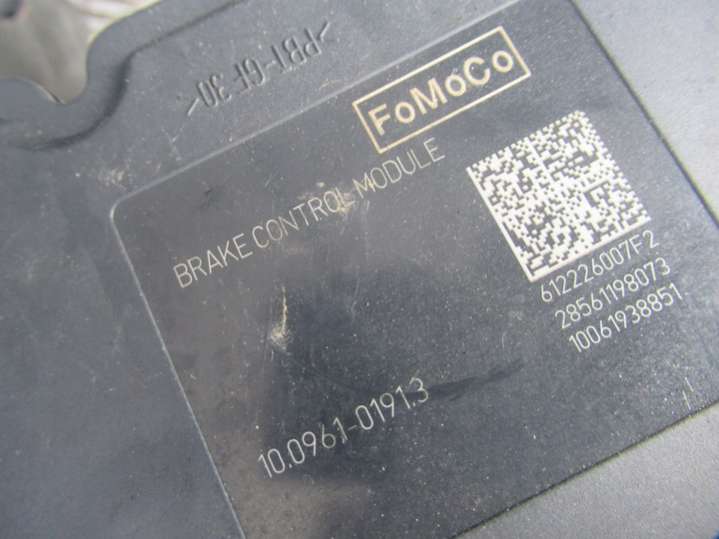 >PBT-GF30<
FoMoCo
BRAKE CONTROL MODULE
612226007F2
28561198073
10061938851
10.0961-0191.3